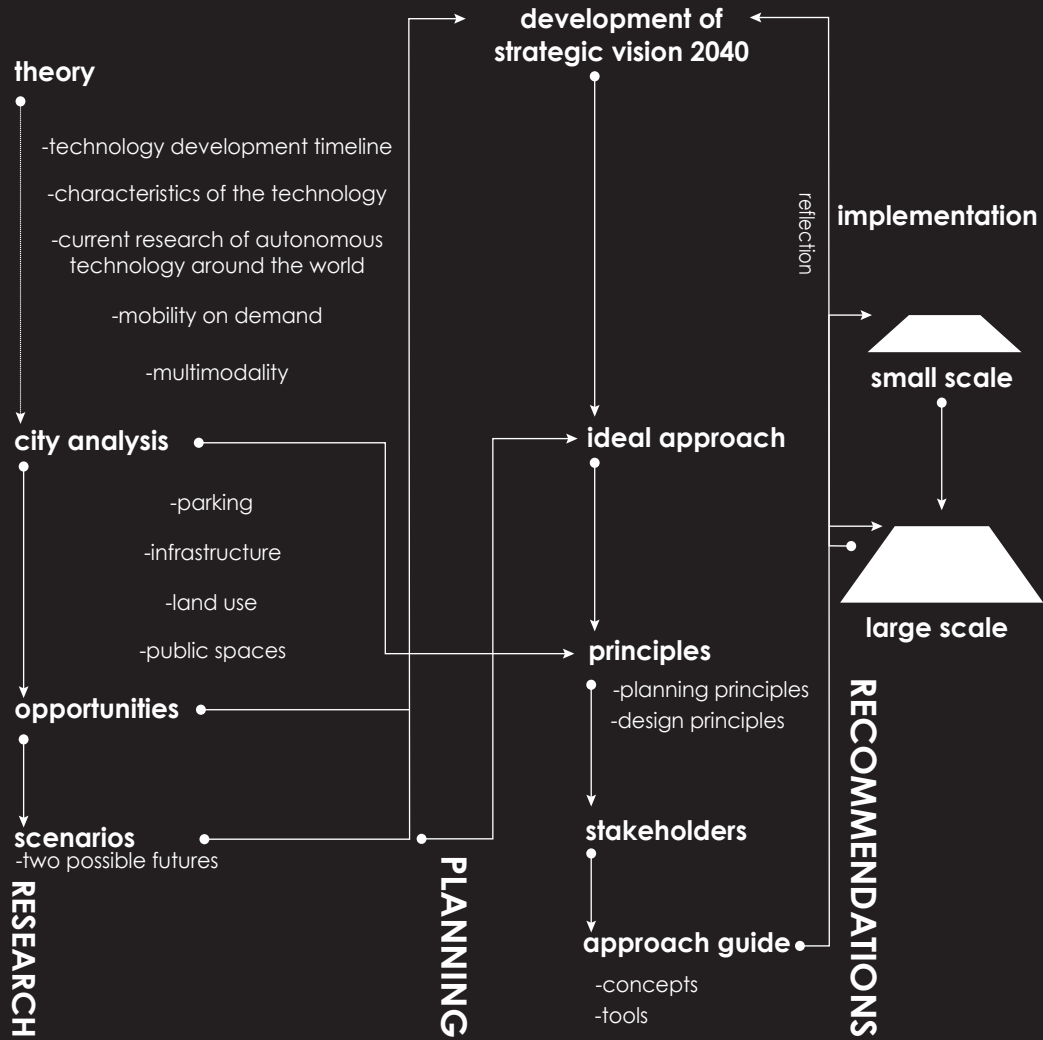 theory
-technology development timeline
-characteristics of the technology
-current research of autonomous
technology around the world
-mobility on demand
-multimodality
city analysis
-parking
-infrastructure
-land use
-public spaces
opportunities
scenarios
-two possible futures
RESEARCH
development of
strategic vision 2040
ideal approach
principles
-planning principles
-design principles
stakeholders
approach guide
-concepts
-tools
PLANNING
reflection
implementation
small scale
large scale
RECOMMENDATIONS